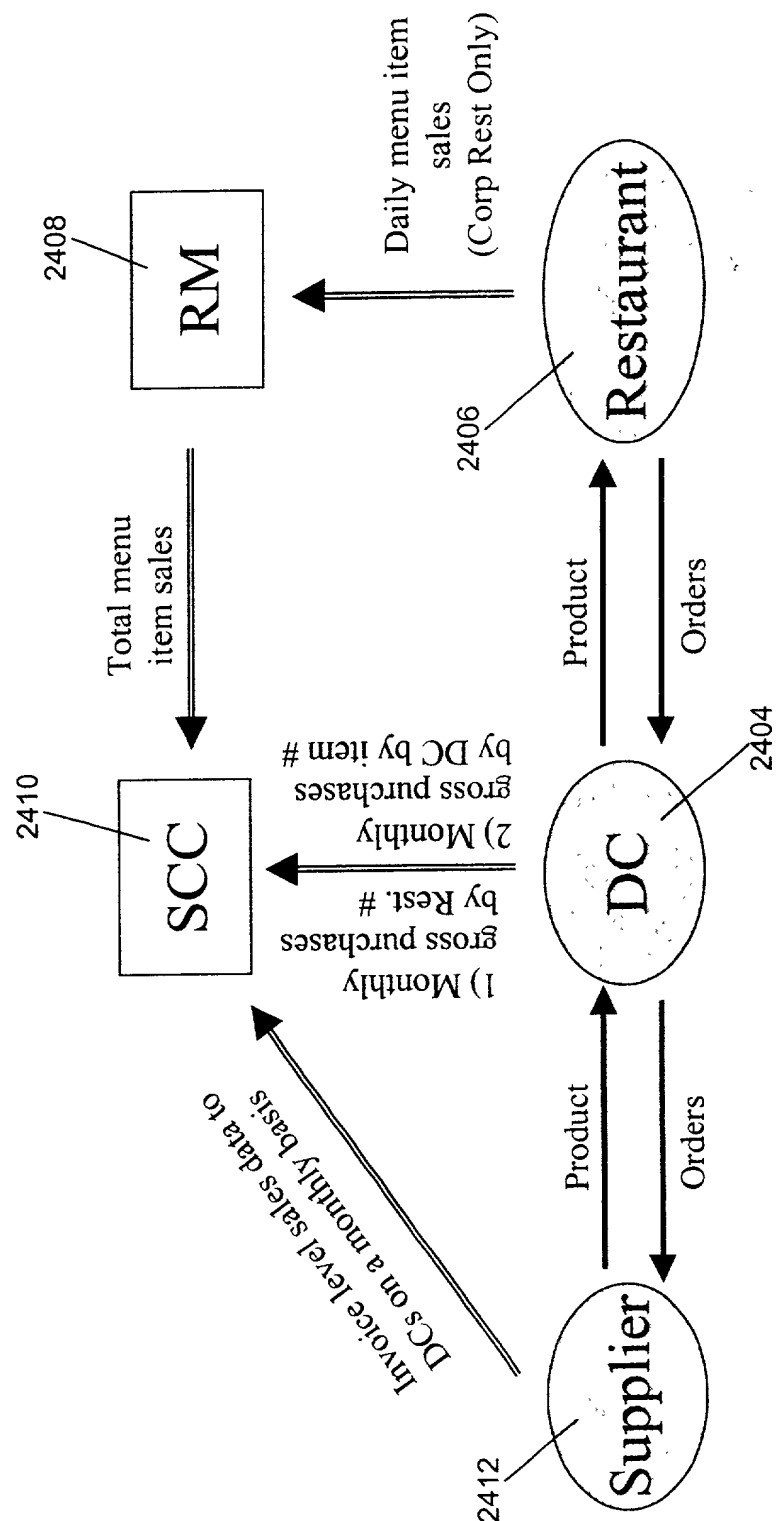 2410
SCC
Total menu
item sales
2408
RM
Invoice level sales data to
DCs on a monthly basis
1) Monthly
gross purchases
by Rest. #
2) Monthly
gross purchases
by DC by item #
Daily menu item
sales
(Corp Rest Only)
2412
Supplier
Product
Orders
DC
2404
Product
Orders
2406
Restaurant